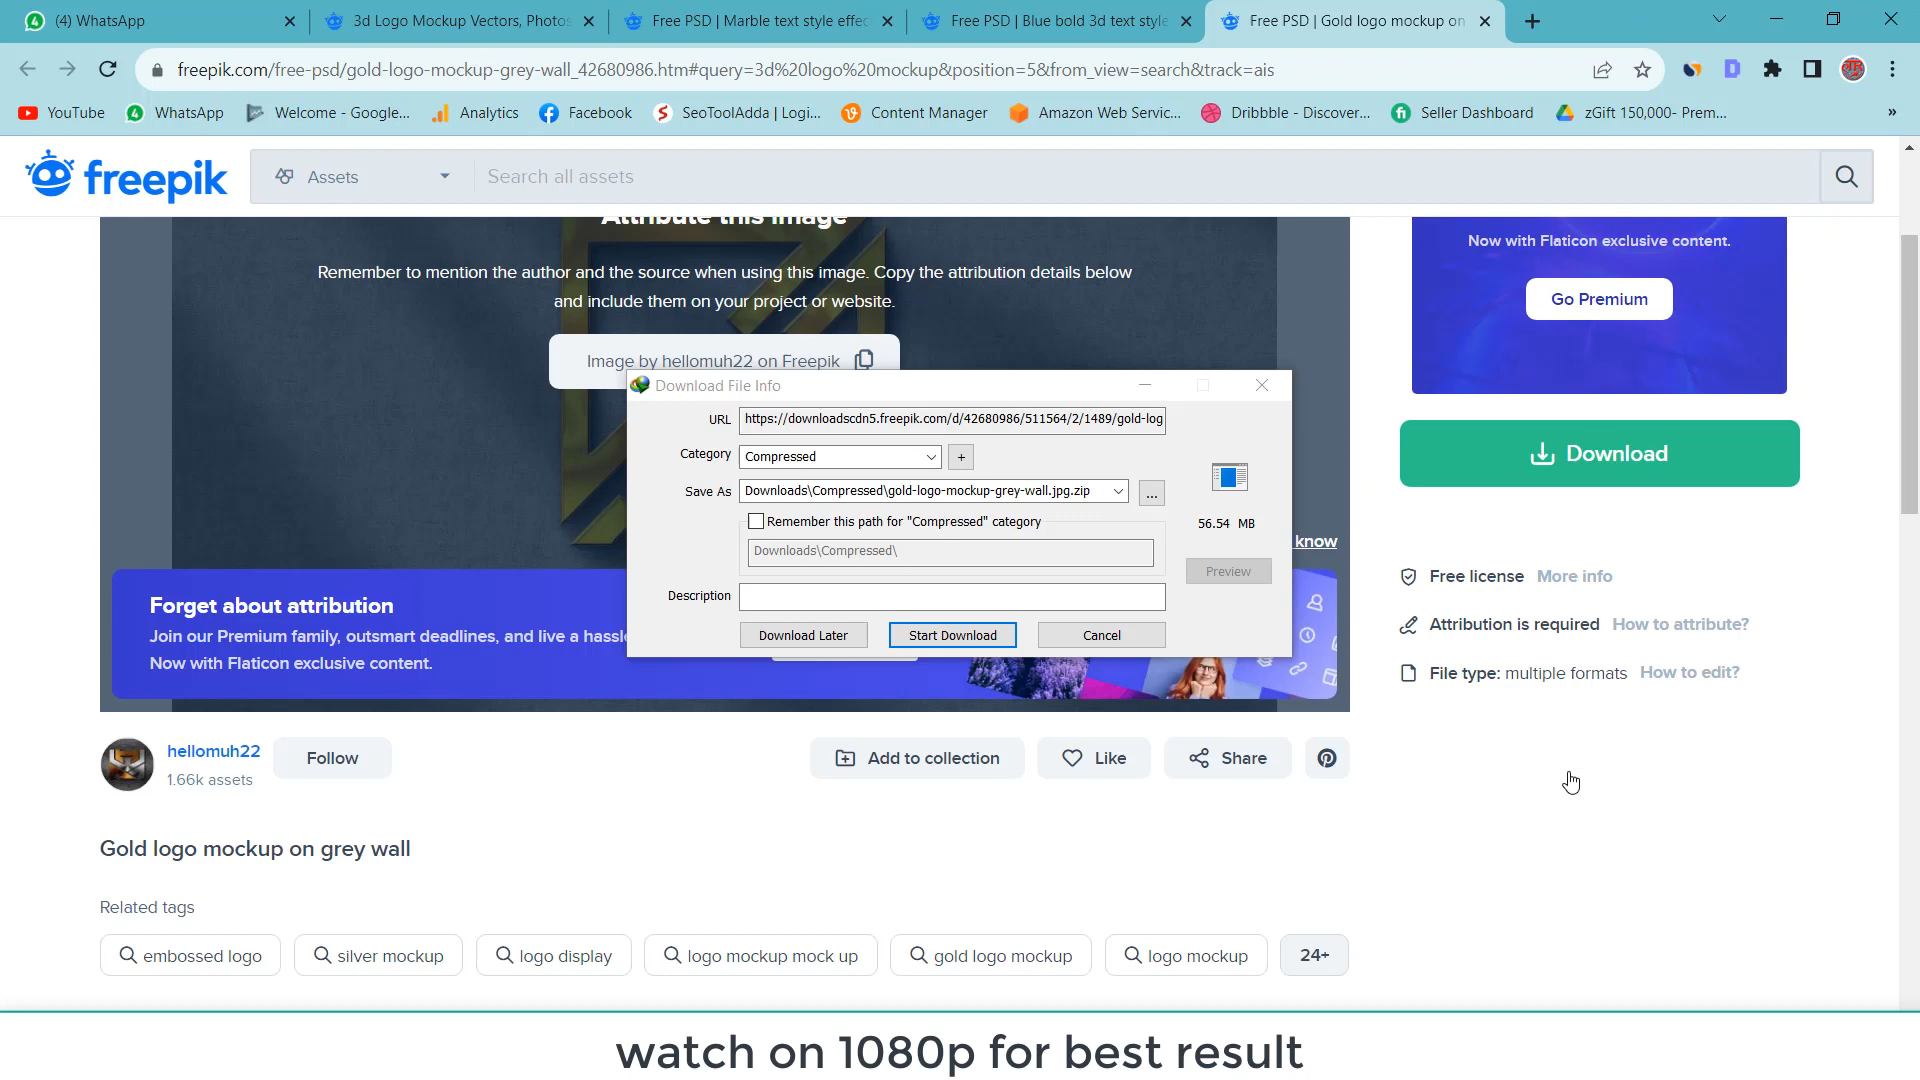 (4) WhatsApp
3d Logo Mockup Vectors, Photos
Free PSD | Marble text style effec
Free PSD | Blue bold 3d text style
Free PSD | Gold logo mockup on
freepik.com/free-psd/gold-logo-mockup-grey-wall_42680986.htm#query=3d%20logo%20mockup&position=5&from_view=search&track=ais
YouTube
WhatsApp
Welcome - Google...
Analytics
Facebook
SeoToolAdda | Logi...
Content Manager
Amazon Web Servic...
Dribbble - Discover...
Seller Dashboard
zGift 150,000- Prem...
»
freepik
Assets
Search all assets
Attribute this image
Remember to mention the author and the source when using this image. Copy the attribution details below
and include them on your project or website.
Image by hellomuh22 on Freepik
Now with Flaticon exclusive content.
Go Premium
Download File Info
URL
https://downloadscdn5.freepik.com/d/42680986/511564/2/1489/gold-log
Category
Compressed
+
Save As
Downloads\Compressed\gold-logo-mockup-grey-wall.jpg.zip
...
56.54 MB
Remember this path for "Compressed" category
Downloads\Compressed\
Preview
Description
Download Later
Start Download
Cancel
Download
know
Forget about attribution
Join our Premium family, outsmart deadlines, and live a hassl
Now with Flaticon exclusive content.
Free license More info
Attribution is required How to attribute?
File type: multiple formats How to edit?
hellomuh22
1.66k assets
Follow
Add to collection
Like
Share
Gold logo mockup on grey wall
Related tags
embossed logo
silver mockup
logo display
logo mockup mock up
gold logo mockup
logo mockup
24+
watch on 1080p for best result